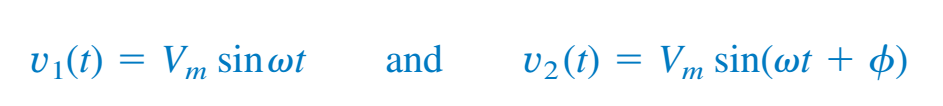 v₁(t) = Vₘ sin ωt and v₂(t) = Vₘ sin(ωt + ϕ)